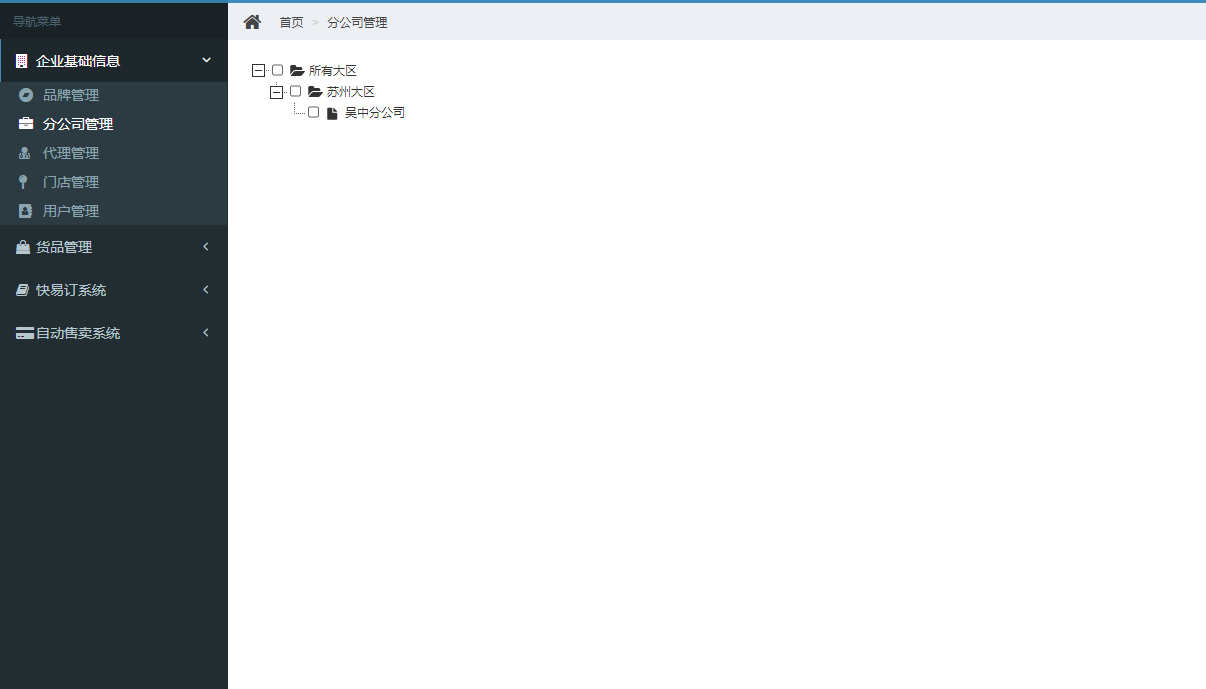 导航菜单
企业基础信息
品牌管理
分公司管理
代理管理
门店管理
用户管理
货品管理
快易订系统
自动售卖系统
首页 > 分公司管理
所有大区
苏州大区
吴中分公司